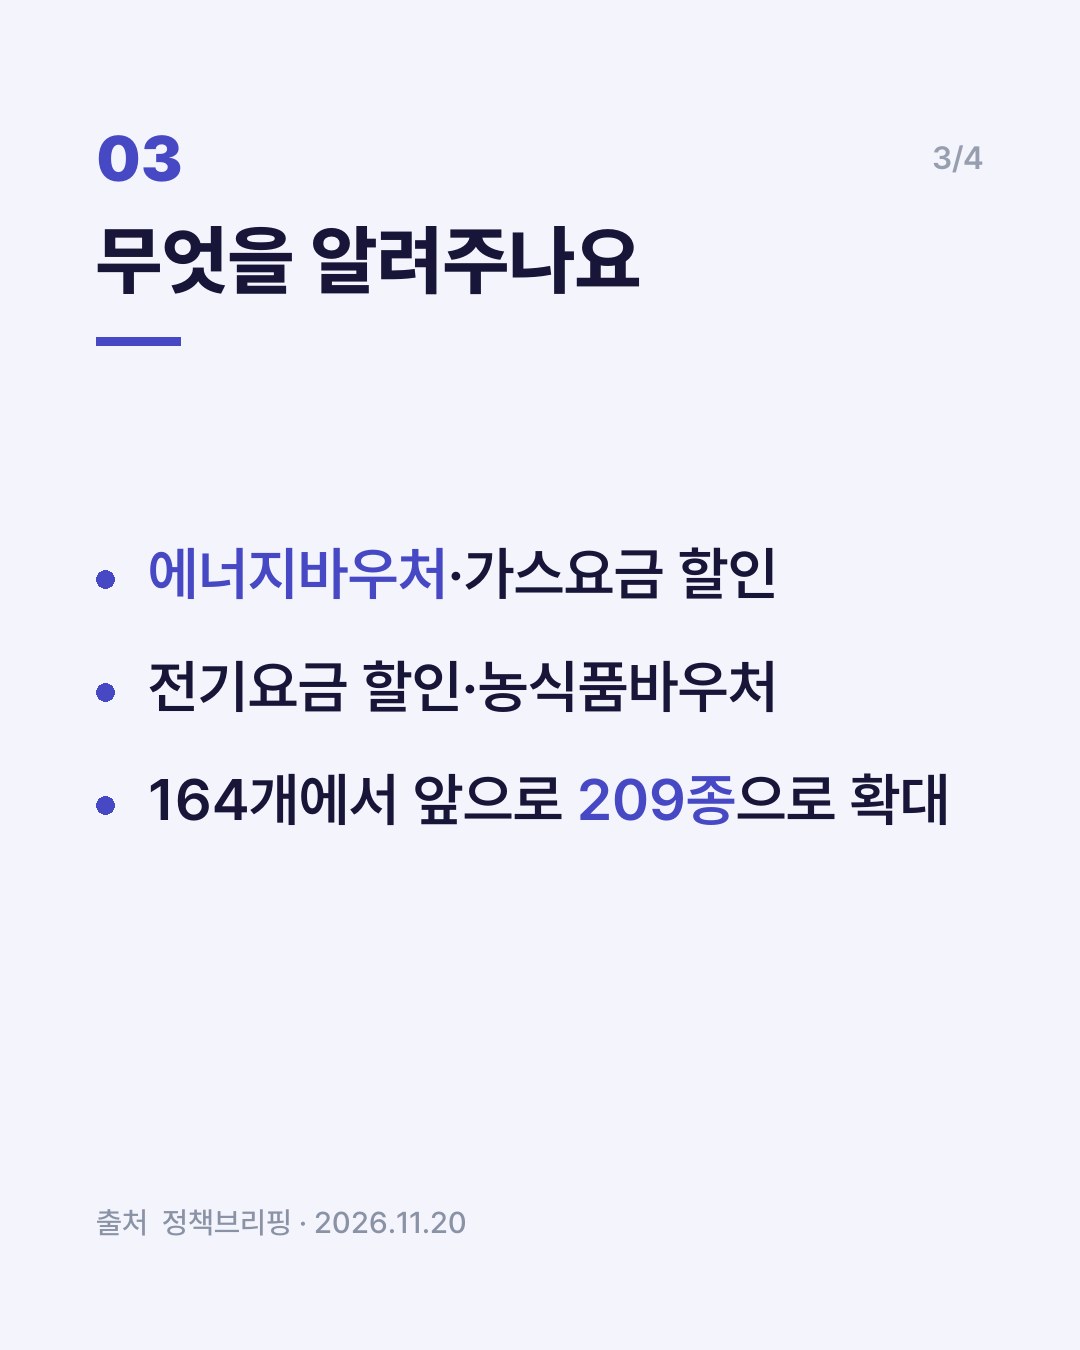 03
3/4
무엇을 알려주나요
에너지바우처·가스요금 할인
전기요금 할인·농식품바우처
164개에서 앞으로 209종으로 확대
출처 정책브리핑 · 2026.11.20